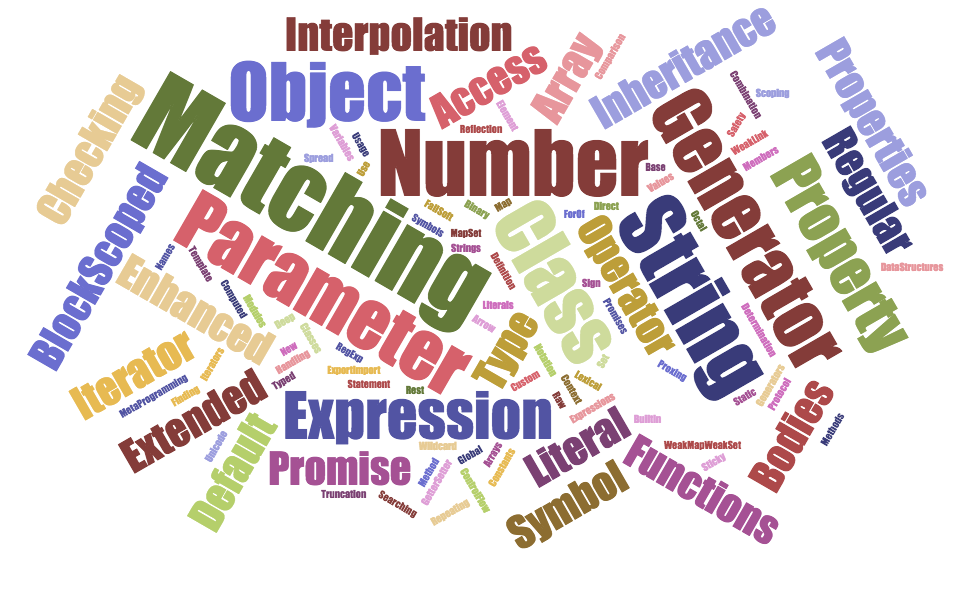 Interpolation
Object
Access
Array
Comparison
Inheritance
Properties
Checking
Matching
Number
Generator
Combination
Scoping
Element
Reflection
Variables
Usage
Use
Spread
Safety
WeakLink
Members
Base
Values
Regular
Property
DataStructures
BlockScoped
Parameter
FailSoft
Binary
Map
Symbols
MapSet
Strings
Class
ForOf
Direct
Operator
String
Octal
Names
Template
Enhanced
Computed
Modules
Definition
Literals
Arrow
Sign
Promises
Determination
Deep
Classes
Type
Iterator
Iterators
New
Handling
Typed
RegExp
ExportImport
Statement
Rest
Notation
Set
Proxing
MetaProgramming
Finding
Extended
Custom
Context
Lexical
Raw
Expressions
Static
Generators
Protocol
Bodies
Methods
Expression
Default
Unicode
Promise
Wildcard
Method
GetterSetter
Global
Arrays
Constants
ControlFlow
Literal
BuiltIn
WeakMapWeakSet
Sticky
Functions
Symbol
Truncation
Searching
Repeating